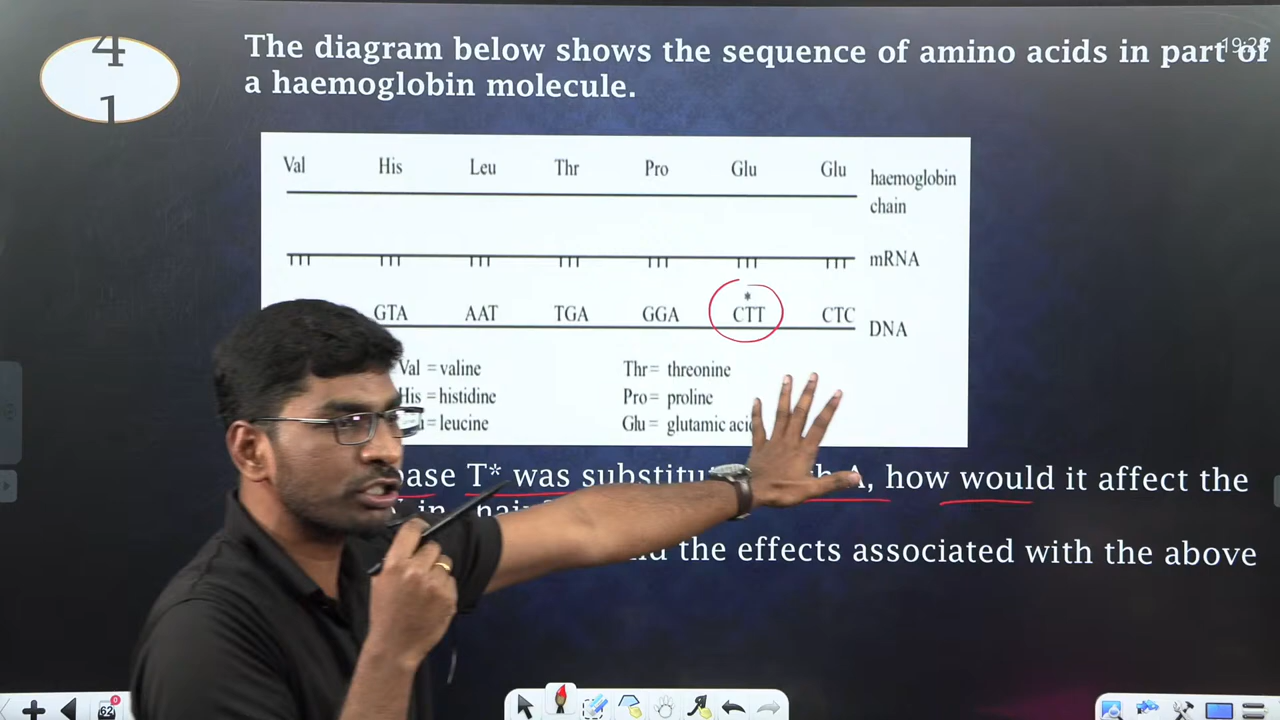 4
1
The diagram below shows the sequence of amino acids in part of
a haemoglobin molecule.
Val His Leu Thr Pro Glu Glu haemoglobin
chain
mRNA
*
GTA AAT TGA GGA CTT CTC
DNA
Val = valine Thr = threonine
His = histidine Pro = proline
= leucine Glu = glutamic
base T* was A, how would it affect the
in
the effects associated with the above
62
0